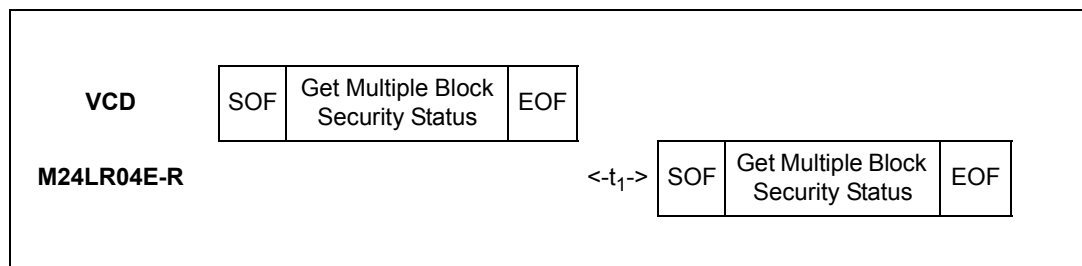 VCD SOF Get Multiple Block Security Status EOF
M24LR04E-R <-t1-> SOF Get Multiple Block Security Status EOF